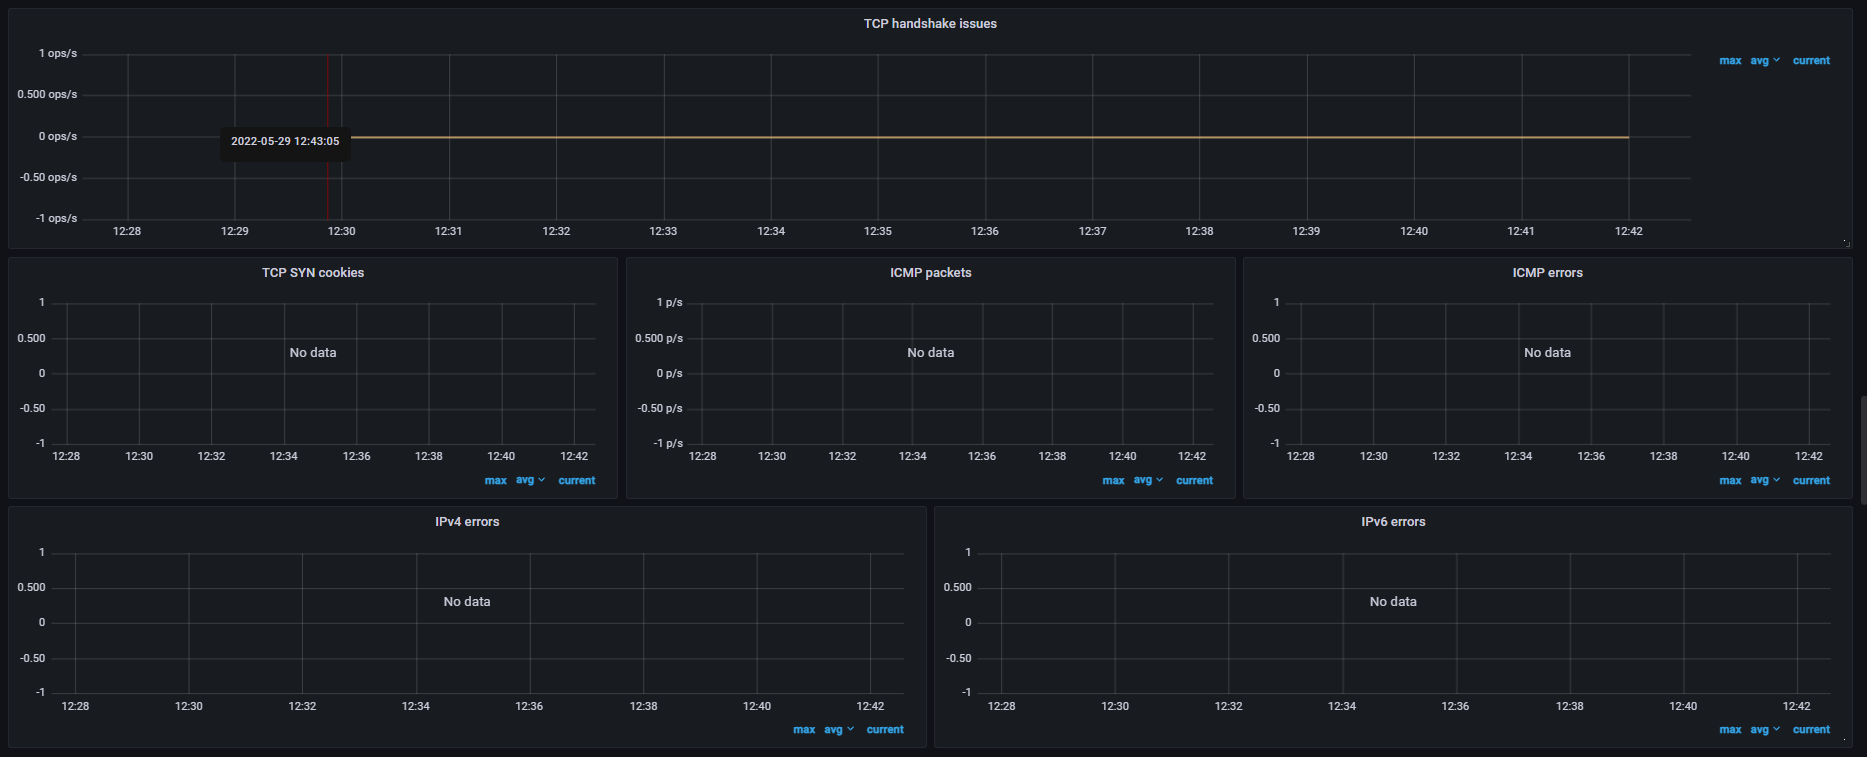 TCP handshake issues
1 ops/s
0.500 ops/s
0 ops/s
-0.50 ops/s
-1 ops/s
2022-05-29 12:43:05
12:28 12:29 12:30 12:31 12:32 12:33 12:34 12:35 12:36 12:37 12:38 12:39 12:40 12:41 12:42
max avg current
TCP SYN cookies
1
0.500
0
-0.50
-1
No data
12:28 12:30 12:32 12:34 12:36 12:38 12:40 12:42
max avg current
ICMP packets
1 p/s
0.500 p/s
0 p/s
-0.50 p/s
-1 p/s
No data
12:28 12:30 12:32 12:34 12:36 12:38 12:40 12:42
max avg current
ICMP errors
1
0.500
0
-0.50
-1
No data
12:28 12:30 12:32 12:34 12:36 12:38 12:40 12:42
max avg current
IPv4 errors
1
0.500
0
-0.50
-1
No data
12:28 12:30 12:32 12:34 12:36 12:38 12:40 12:42
max avg current
IPv6 errors
1
0.500
0
-0.50
-1
No data
12:28 12:30 12:32 12:34 12:36 12:38 12:40 12:42
max avg current